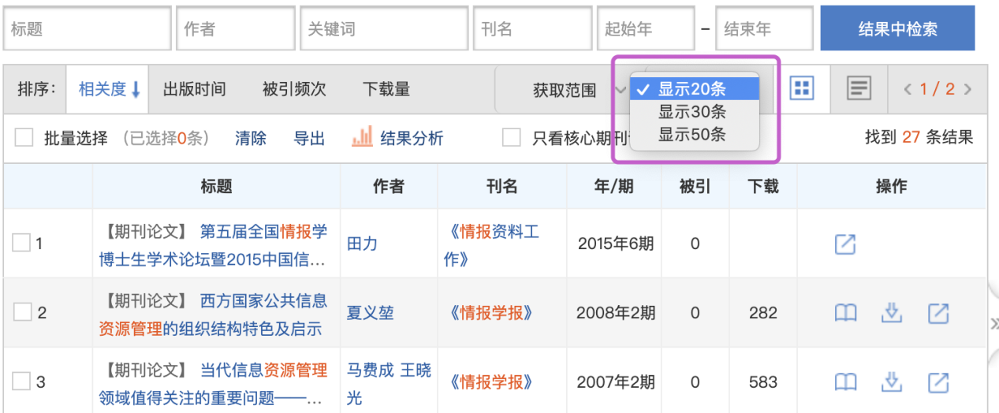 标题 作者 关键词 刊名 起始年 – 结束年 结果中检索
排序： 相关度 出版时间 被引频次 下载量 获取范围 显示20条 1 / 2
显示30条
显示50条
批量选择 （已选择0条） 清除 导出 结果分析 只看核心期刊 找到 27 条结果
标题 作者 刊名 年/期 被引 下载 操作
1 【期刊论文】 第五届全国情报学 田力 《情报资料工 2015年6期 0
博士生学术论坛暨2015中国信... 作》
2 【期刊论文】 西方国家公共信息 夏义堃 《情报学报》 2008年2期 0 282
资源管理的组织结构特色及启示
3 【期刊论文】 当代信息资源管理 马费成 王晓 《情报学报》 2007年2期 0 583
领域值得关注的重要问题——... 光